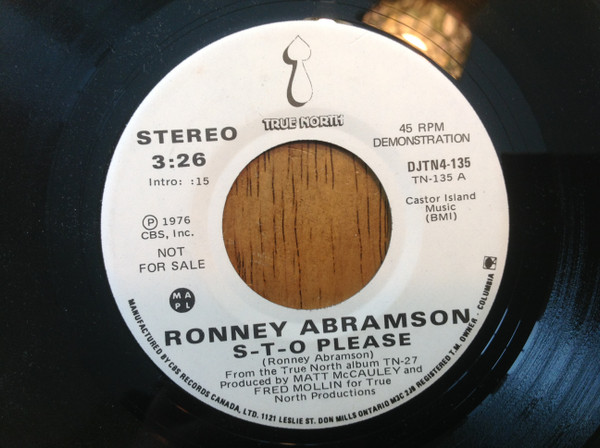 TRUE NORTH
STEREO
3:26
Intro: :15
℗ 1976
CBS, Inc.
NOT
FOR SALE
M A
P L
45 RPM
DEMONSTRATION
DJTN4-135
TN-135 A
Castor Island
Music
(BMI)
RONNEY ABRAMSON
S-T-O PLEASE
(Ronney Abramson)
From the True North album TN-27
Produced by MATT McCAULEY and
FRED MOLLIN for True
North Productions
MANUFACTURED BY CBS RECORDS CANADA, LTD. 1121 LESLIE ST. DON MILLS ONTARIO M3C 2J9 REGISTERED T.M. OWNER - COLUMBIA